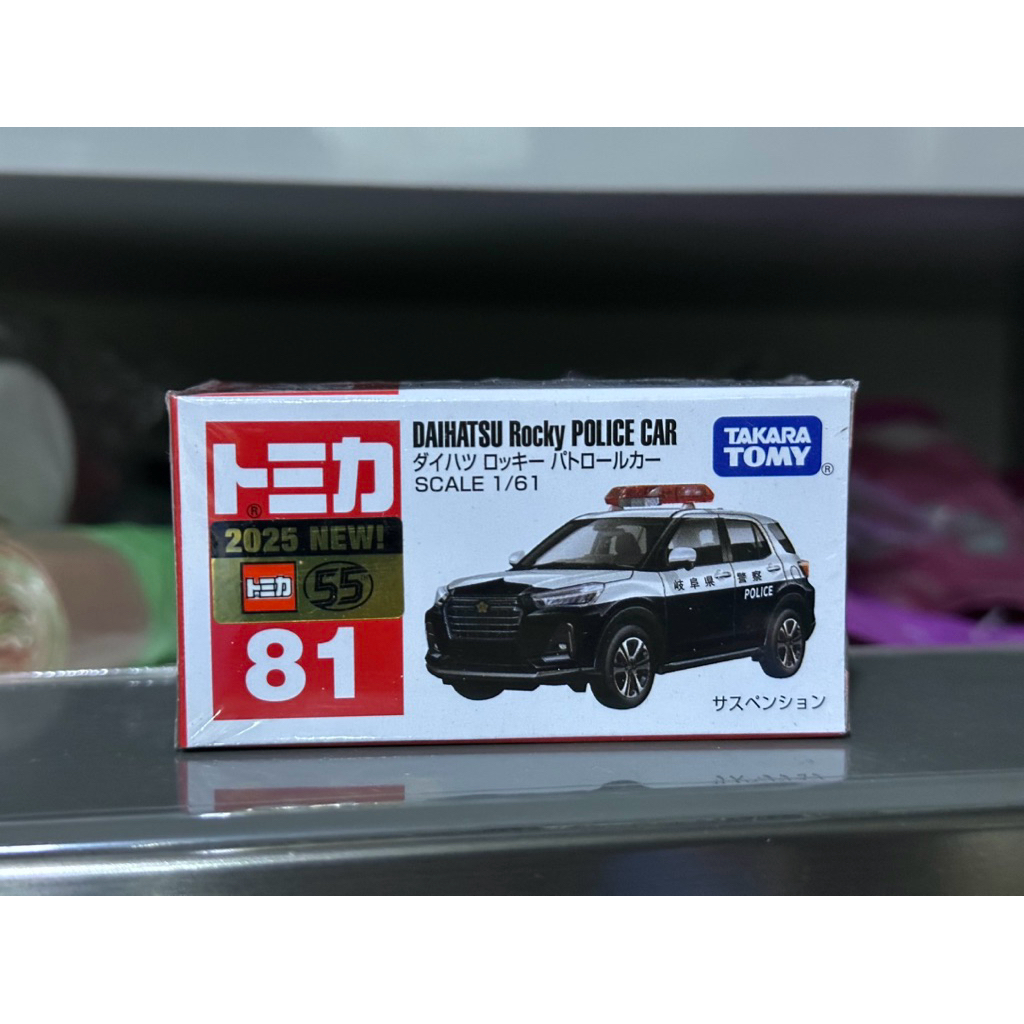 トミカ
®
2025 NEW!
トミカ 55
81
DAIHATSU Rocky POLICE CAR
ダイハツ ロッキー パトロールカー
SCALE 1/61
TAKARA
TOMY
®
岐阜県 警察
POLICE
サスペンション